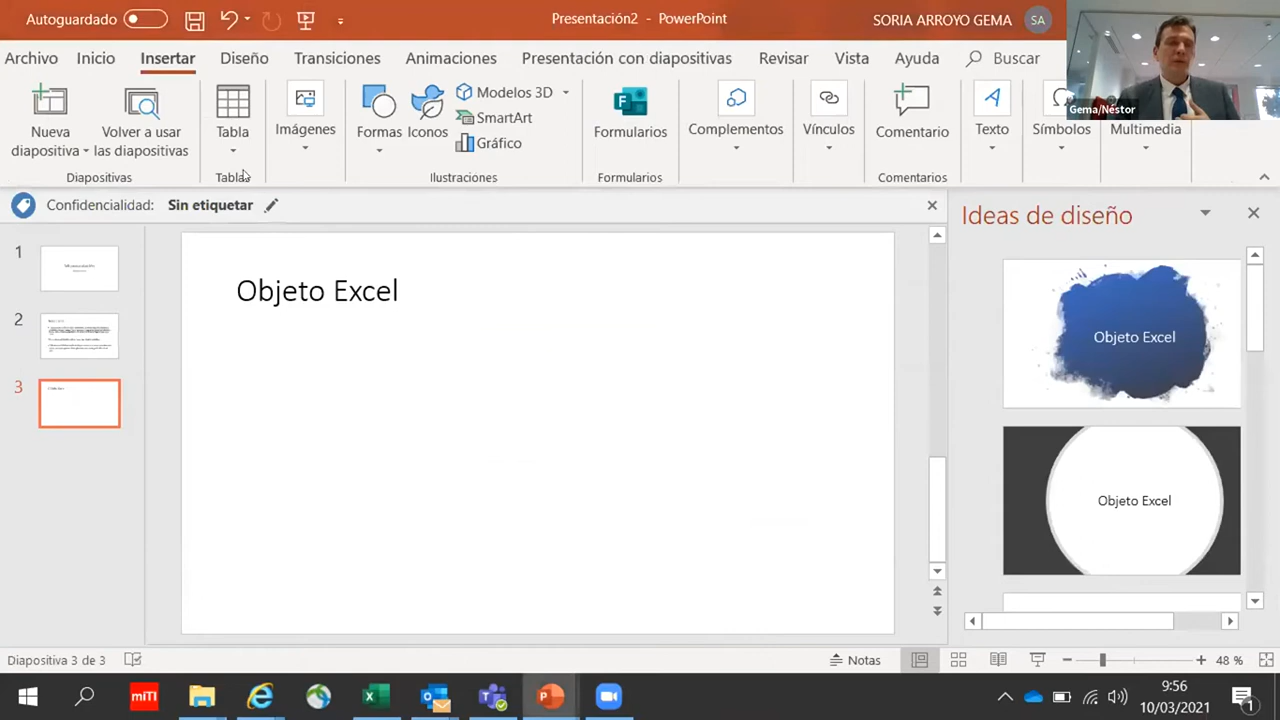 Autoguardado
Presentación2 - PowerPoint
SORIA ARROYO GEMA
SA
Archivo Inicio Insertar Diseño Transiciones Animaciones Presentación con diapositivas Revisar Vista Ayuda Buscar
Gema/Nestor
Nueva diapositiva
Volver a usar las diapositivas
Diapositivas
Tabla
Tablas
Imágenes
Formas
Iconos
Modelos 3D
SmartArt
Gráfico
Ilustraciones
Formularios
Formularios
Complementos
Vínculos
Comentario
Comentarios
Texto
Símbolos
Multimedia
Confidencialidad: Sin etiquetar
1
2
3
Objeto Excel
Ideas de diseño
Objeto Excel
Objeto Excel
Diapositiva 3 de 3
Notas
48 %
miTI
9:56
10/03/2021
1